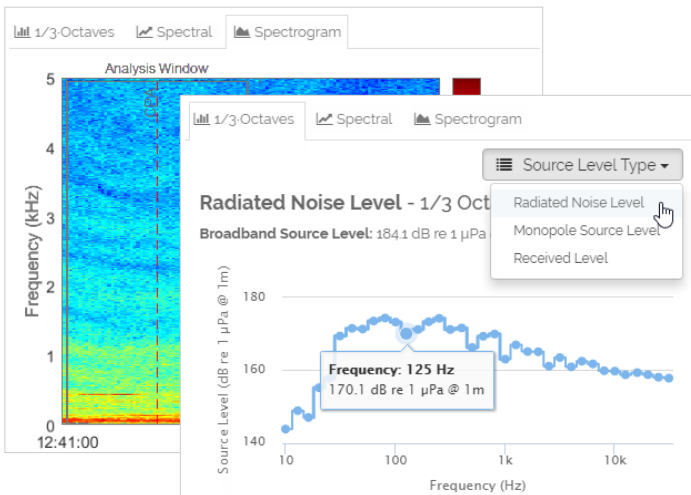 1/3-Octaves Spectral Spectrogram
Analysis Window
CPA
5
4
3
2
1
0
Frequency (kHz)
12:41:00
1/3-Octaves Spectral Spectrogram
Source Level Type
Radiated Noise Level
Monopole Source Level
Received Level
Radiated Noise Level - 1/3 Oct
Broadband Source Level: 184.1 dB re 1 µPa
Source Level (dB re 1 µPa @ 1m)
180
160
140
Frequency: 125 Hz
170.1 dB re 1 µPa @ 1m
10 100 1k 10k
Frequency (Hz)